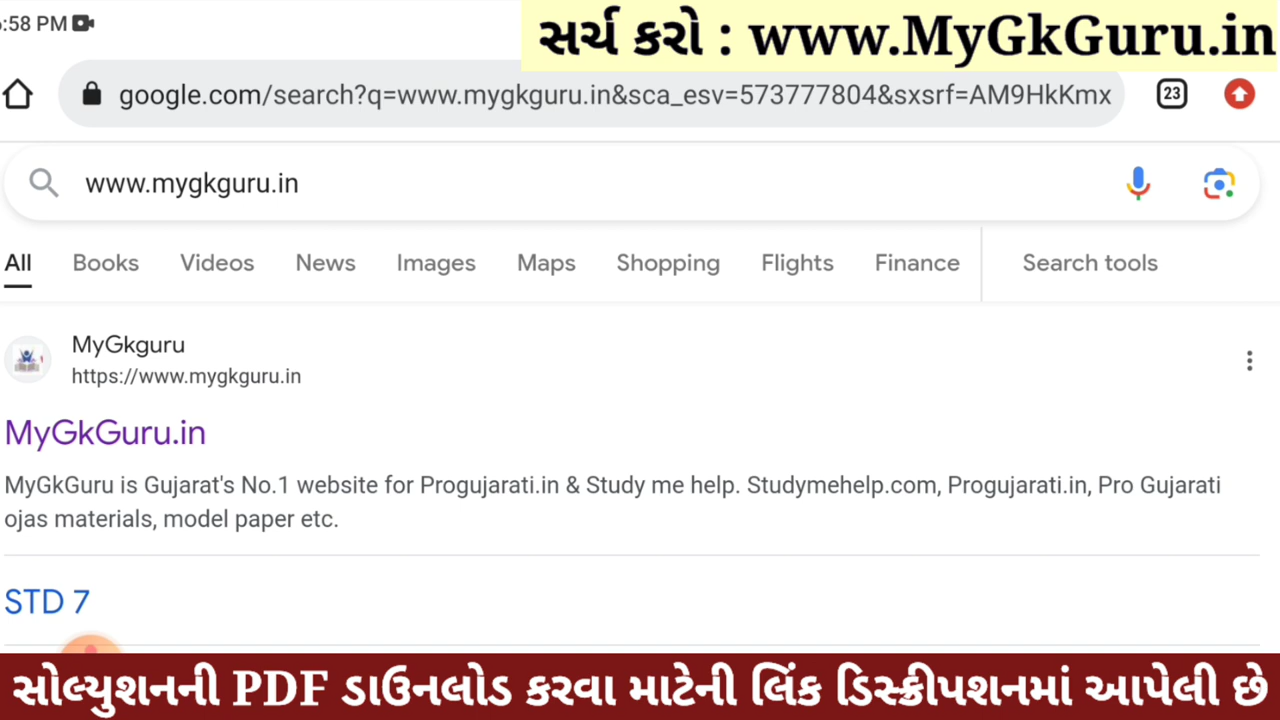 :58 PM
સર્ચ કરો : www.MyGkGuru.in
google.com/search?q=www.mygkguru.in&sca_esv=573777804&sxsrf=AM9HkKmx
23
www.mygkguru.in
All Books Videos News Images Maps Shopping Flights Finance Search tools
MyGkguru
https://www.mygkguru.in
MyGkGuru.in
MyGkGuru is Gujarat's No.1 website for Progujarati.in & Study me help. Studymehelp.com, Progujarati.in, Pro Gujarati
ojas materials, model paper etc.
STD 7
સોલ્યુશનની PDF ડાઉનલોડ કરવા માટેની લિંક ડિસ્ક્રીપશનમાં આપેલી છે